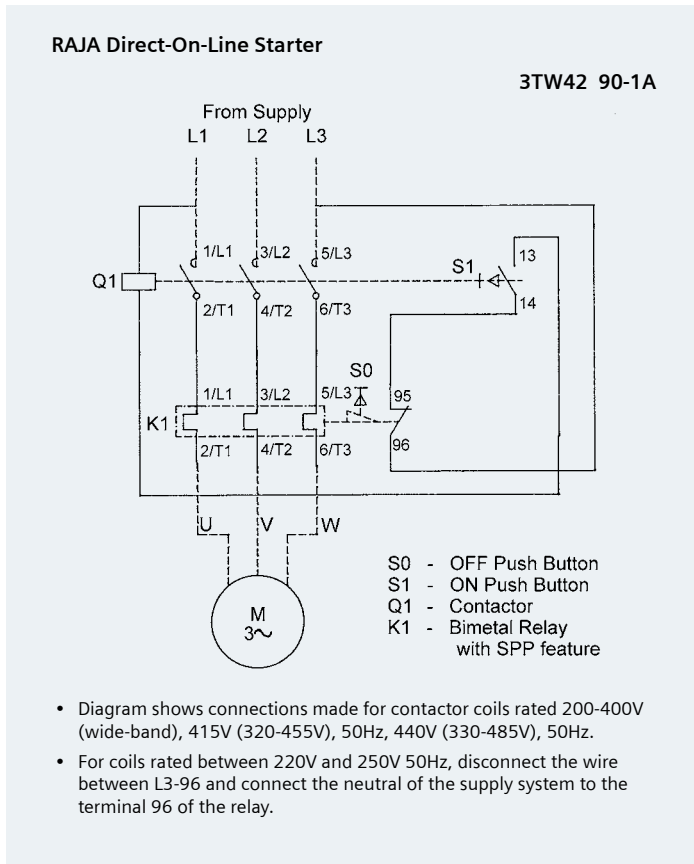 RAJA Direct-On-Line Starter
3TW42 90-1A
From Supply
L1 L2 L3
1/L1 3/L2 5/L3
S1
13
Q1
14
2/T1 4/T2 6/T3
S0
1/L1 3/L2 5/L3
95
K1
96
2/T1 4/T2 6/T3
U V W
M
3~
S0 - OFF Push Button
S1 - ON Push Button
Q1 - Contactor
K1 - Bimetal Relay
with SPP feature
• Diagram shows connections made for contactor coils rated 200-400V
(wide-band), 415V (320-455V), 50Hz, 440V (330-485V), 50Hz.
• For coils rated between 220V and 250V 50Hz, disconnect the wire
between L3-96 and connect the neutral of the supply system to the
terminal 96 of the relay.